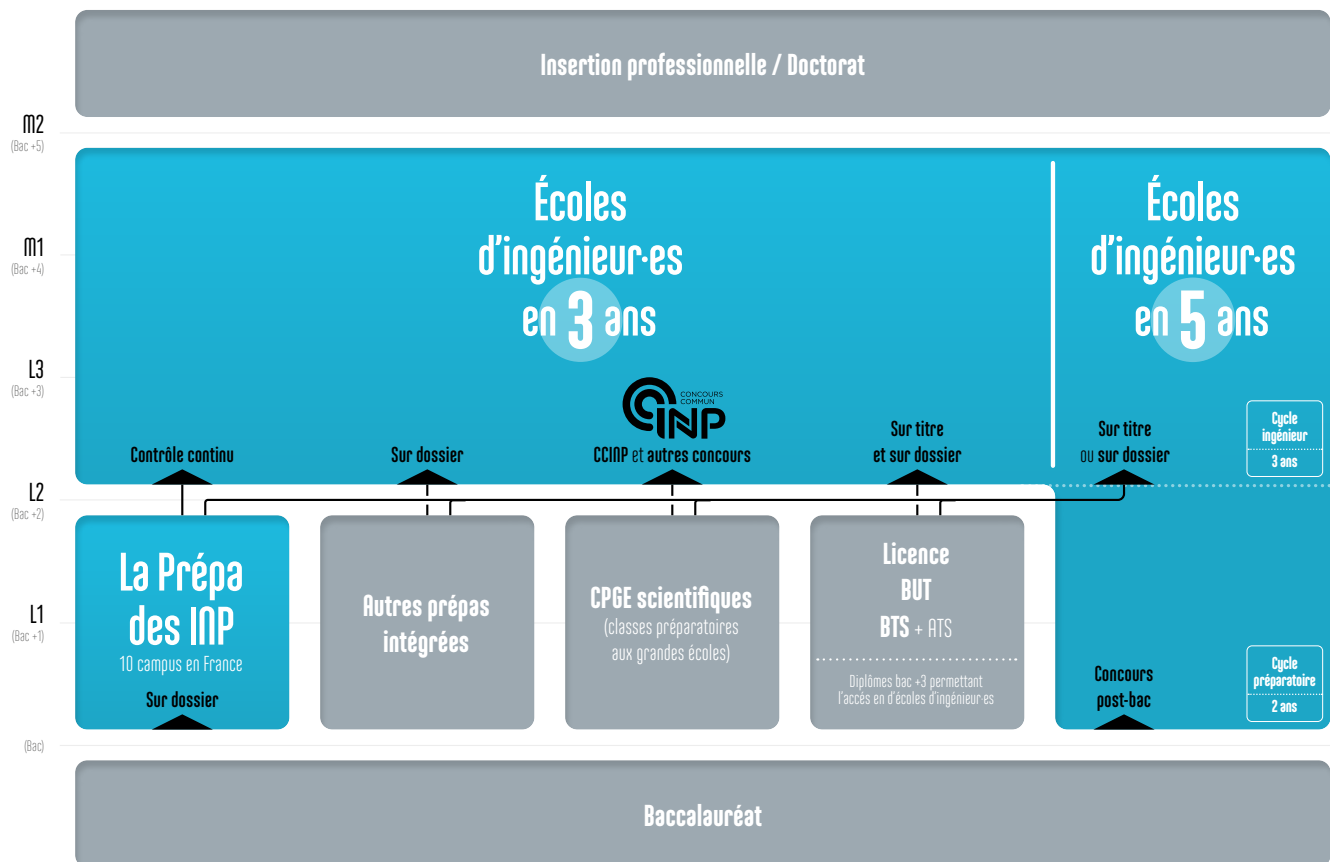 Insertion professionnelle / Doctorat
M2
(Bac +5)
M1
(Bac +4)
L3
(Bac +3)
L2
(Bac +2)
L1
(Bac +1)
(Bac)
Écoles
d'ingénieur·es
en 3 ans
Écoles
d'ingénieur·es
en 5 ans
CONCOURS
COMMUN
INP
Contrôle continu
Sur dossier
CCINP et autres concours
Sur titre
et sur dossier
Sur titre
ou sur dossier
Cycle
ingénieur
3 ans
La Prépa
des INP
10 campus en France
Sur dossier
Autres prépas
intégrées
CPGE scientifiques
(classes préparatoires
aux grandes écoles)
Licence
BUT
BTS + ATS
Diplômes bac +3 permettant
l'accès en d'écoles d'ingénieur·es
Concours
post-bac
Cycle
préparatoire
2 ans
Baccalauréat